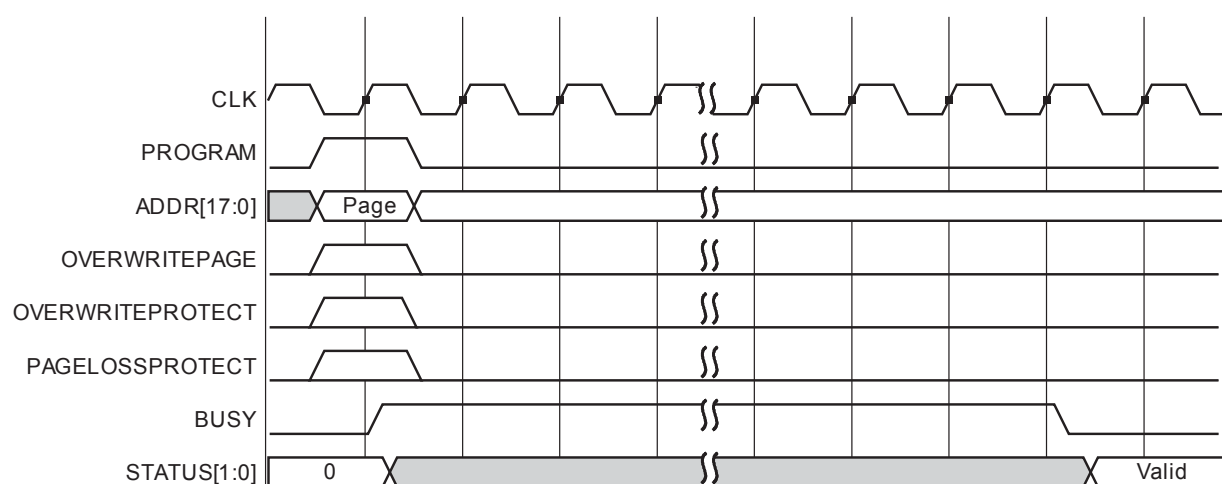 CLK
PROGRAM
ADDR[17:0] Page
OVERWRITEPAGE
OVERWRITEPROTECT
PAGELOSSPROTECT
BUSY
STATUS[1:0] 0 Valid